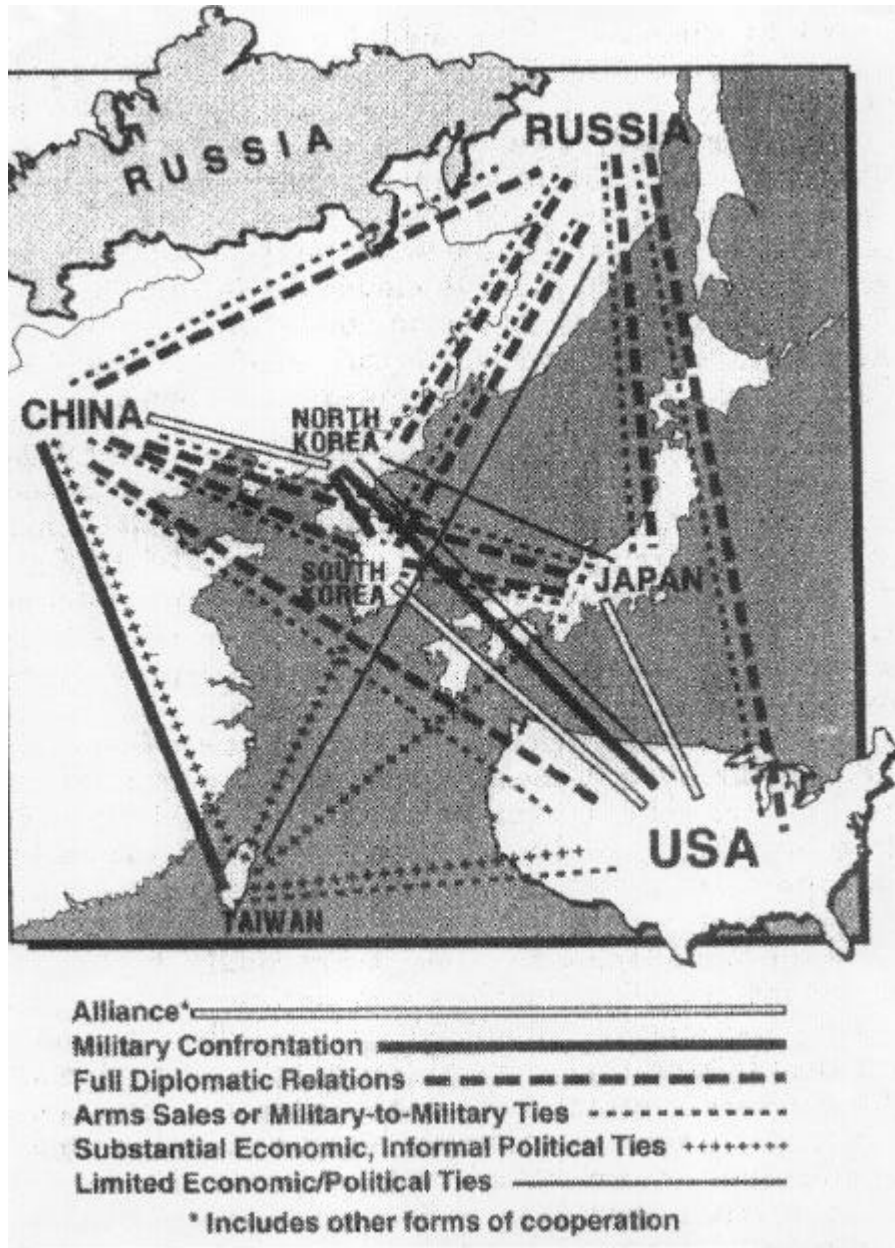 RUSSIA
RUSSIA
CHINA
NORTH
KOREA
SOUTH
KOREA
JAPAN
USA
TAIWAN
Alliance*
Military Confrontation
Full Diplomatic Relations
Arms Sales or Military-to-Military Ties
Substantial Economic, Informal Political Ties
Limited Economic/Political Ties
* Includes other forms of cooperation